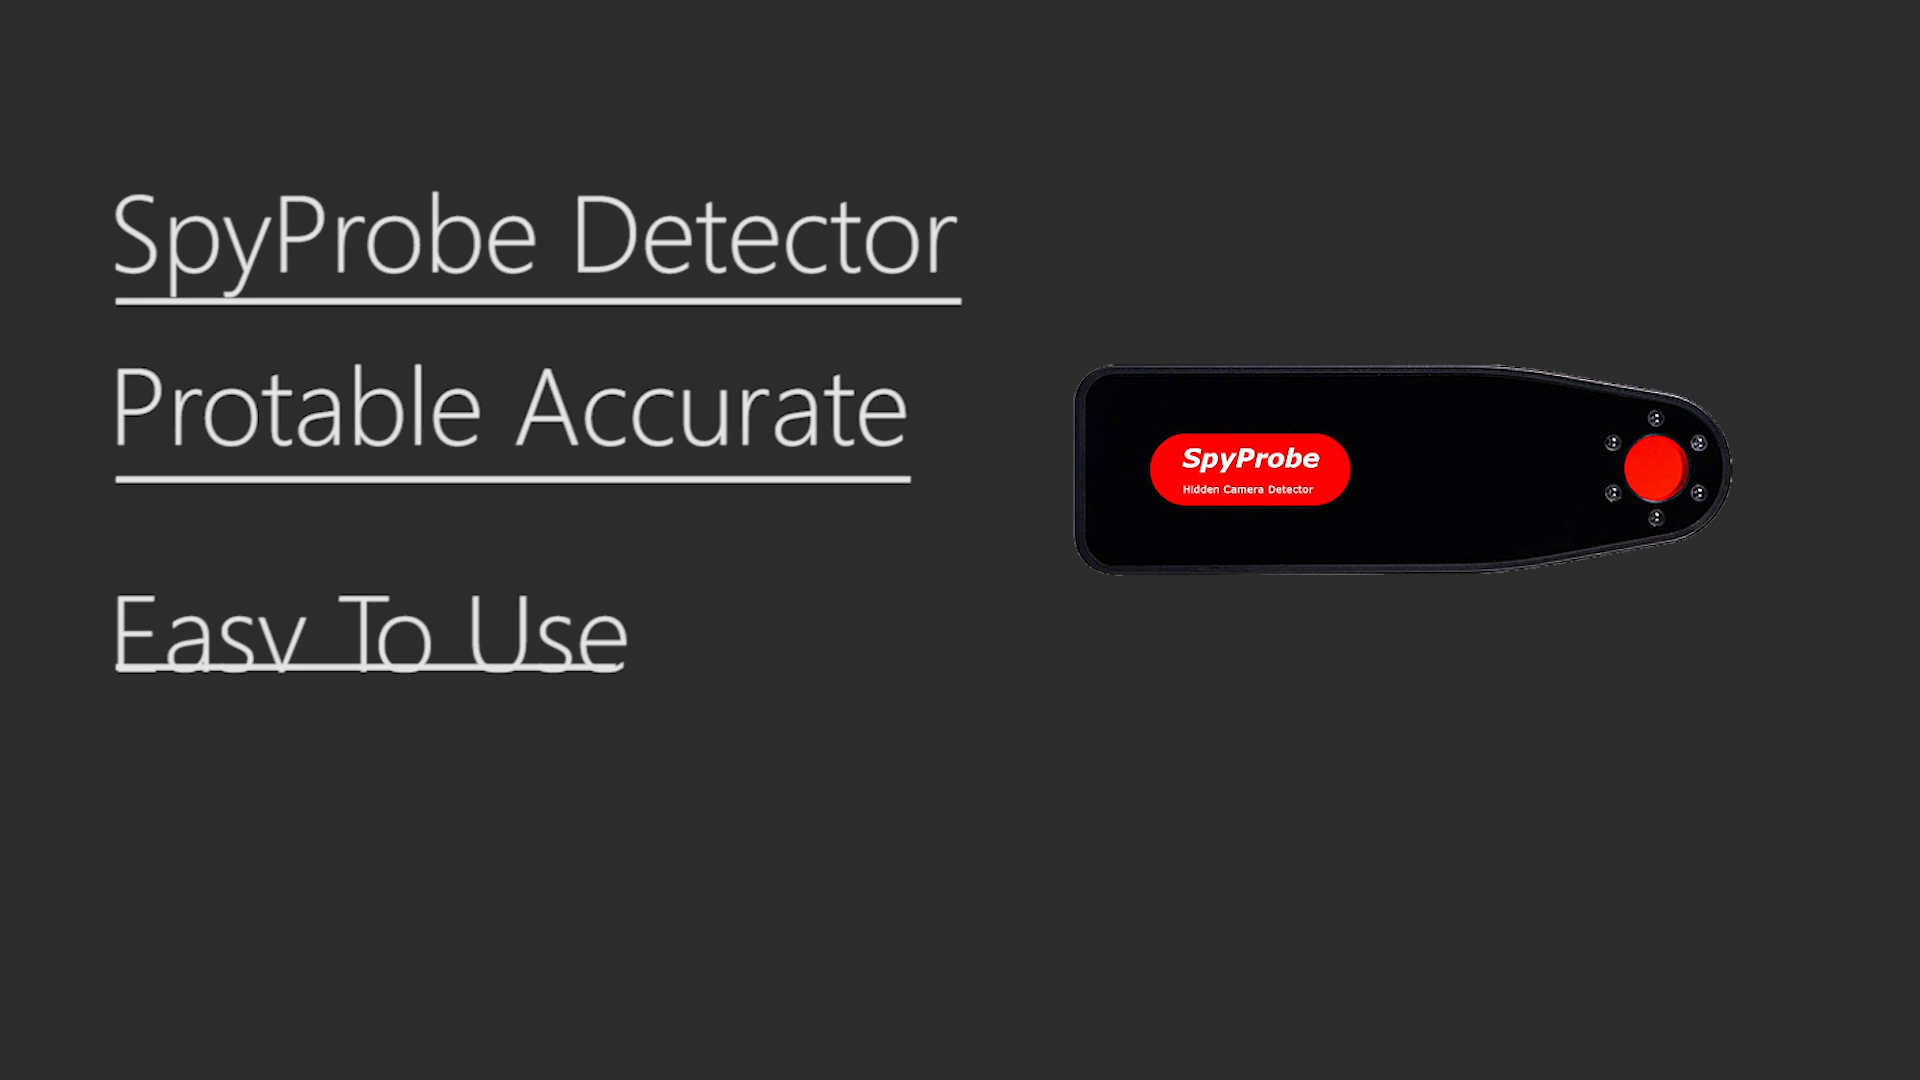 SpyProbe Detector
Protable Accurate
Easy To Use
SpyProbe
Hidden Camera Detector